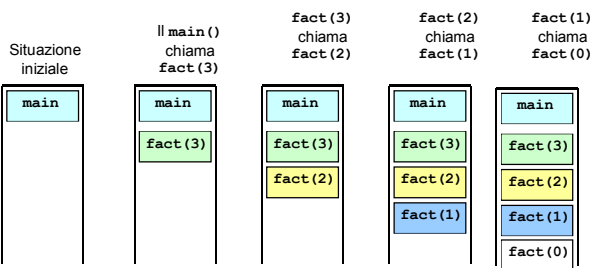 Situazione
iniziale
Il main()
chiama
fact(3)
fact(3)
chiama
fact(2)
fact(2)
chiama
fact(1)
fact(1)
chiama
fact(0)
main
main
fact(3)
main
fact(3)
fact(2)
main
fact(3)
fact(2)
fact(1)
main
fact(3)
fact(2)
fact(1)
fact(0)